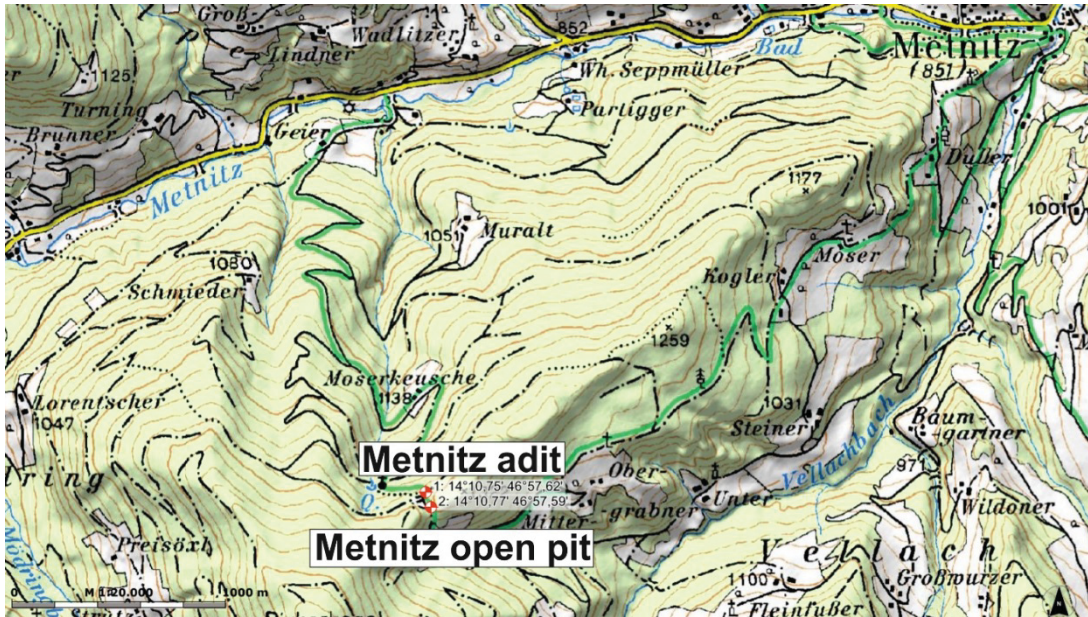 Groß
Lindner
Wadlitzer
852
Bad
Metnitz
851
Wh. Seppmüller
1125
Turning
Brunner
Partigger
Geier
Duller
Metnitz
1177
1001
1051
Muralt
Möser
1080
Schmieder
Kogler
1259
Moserkeusche
1138
Lorentscher
1047
1031
Steiner
Baum-
gartner
Vellachbach
971
Metnitz adit
Ober-
1: 14°10,75' 46°57,62'
2: 14°10,77' 46°57,59'
Q.
Unter-
Mitter-
grabner
Wildoner
Metnitz open pit
Preisöxl
Vellach
Großwurzer
1100
Fleinfußer
0 M 1:20.000 1000 m